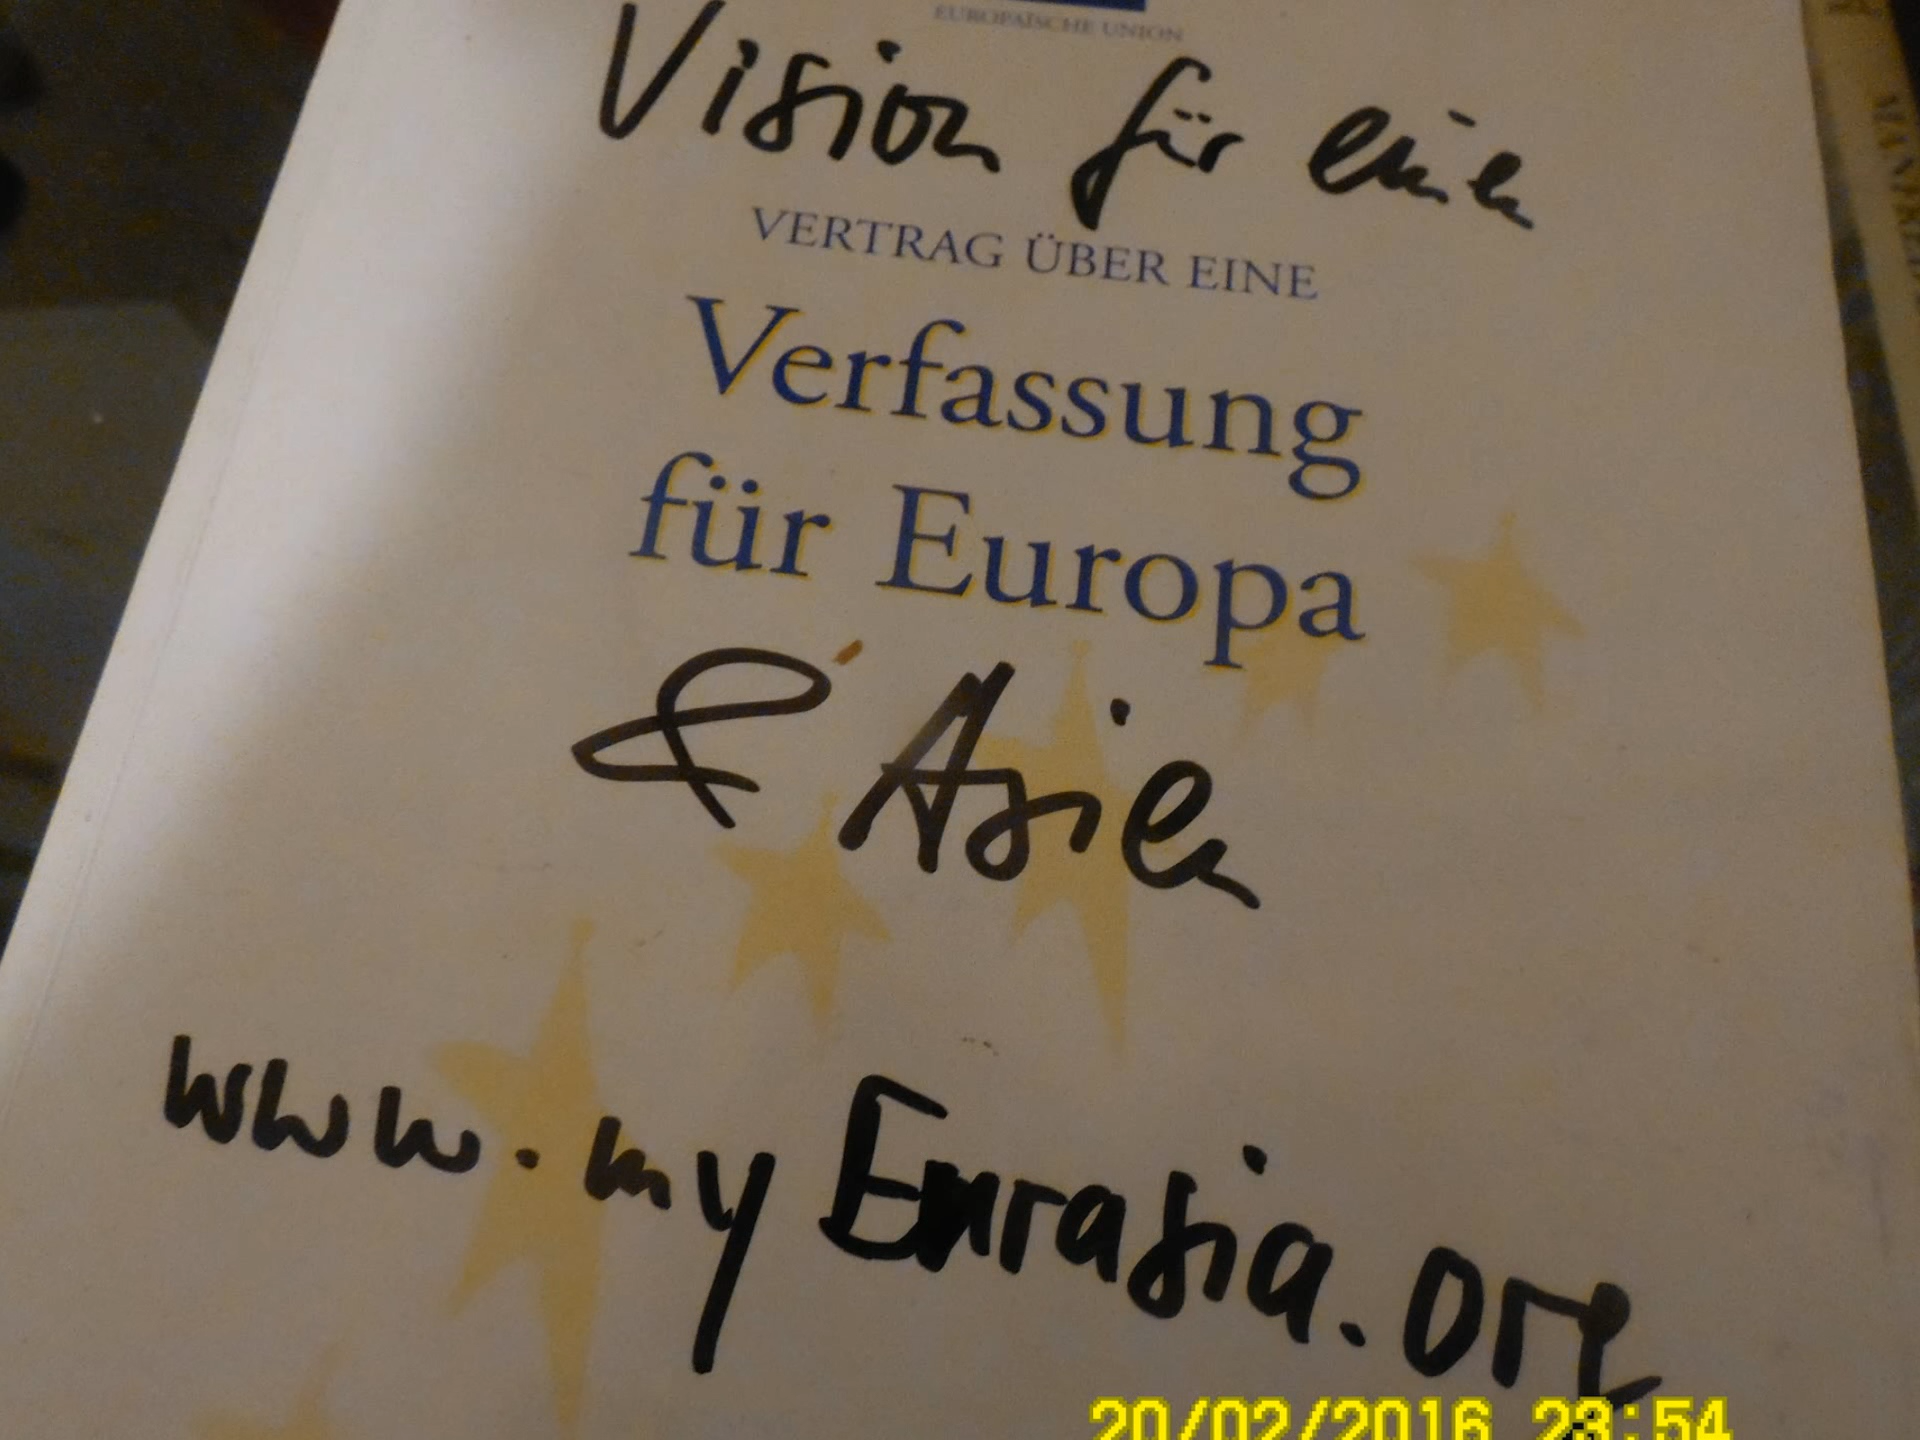 EUROPÄISCHE UNION
Vision für einen
VERTRAG ÜBER EINE
Verfassung
für Europa
& Asien
www.myEurasia.org
20/02/2016 23:54